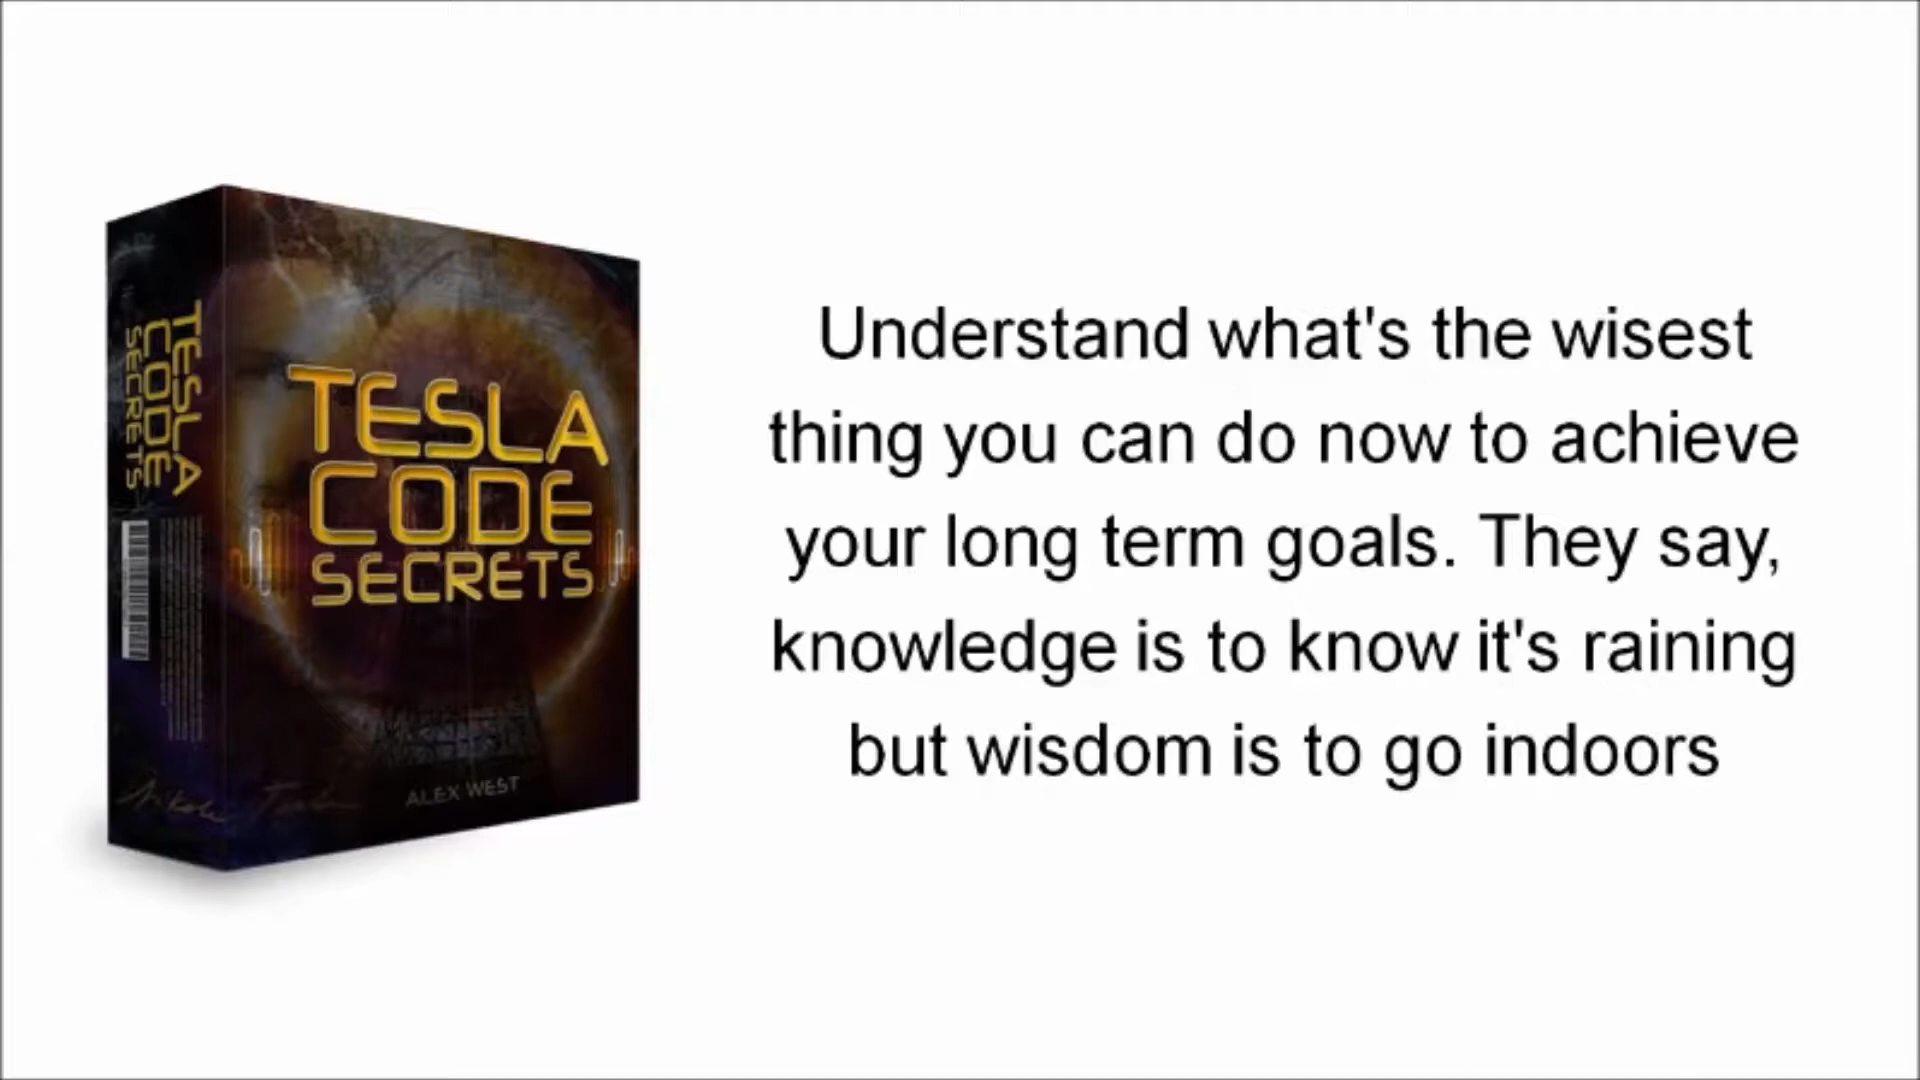 TESLA
CODE
SECRETS
TESLA
CODE
SECRETS
ALEX WEST
Understand what's the wisest
thing you can do now to achieve
your long term goals. They say,
knowledge is to know it's raining
but wisdom is to go indoors